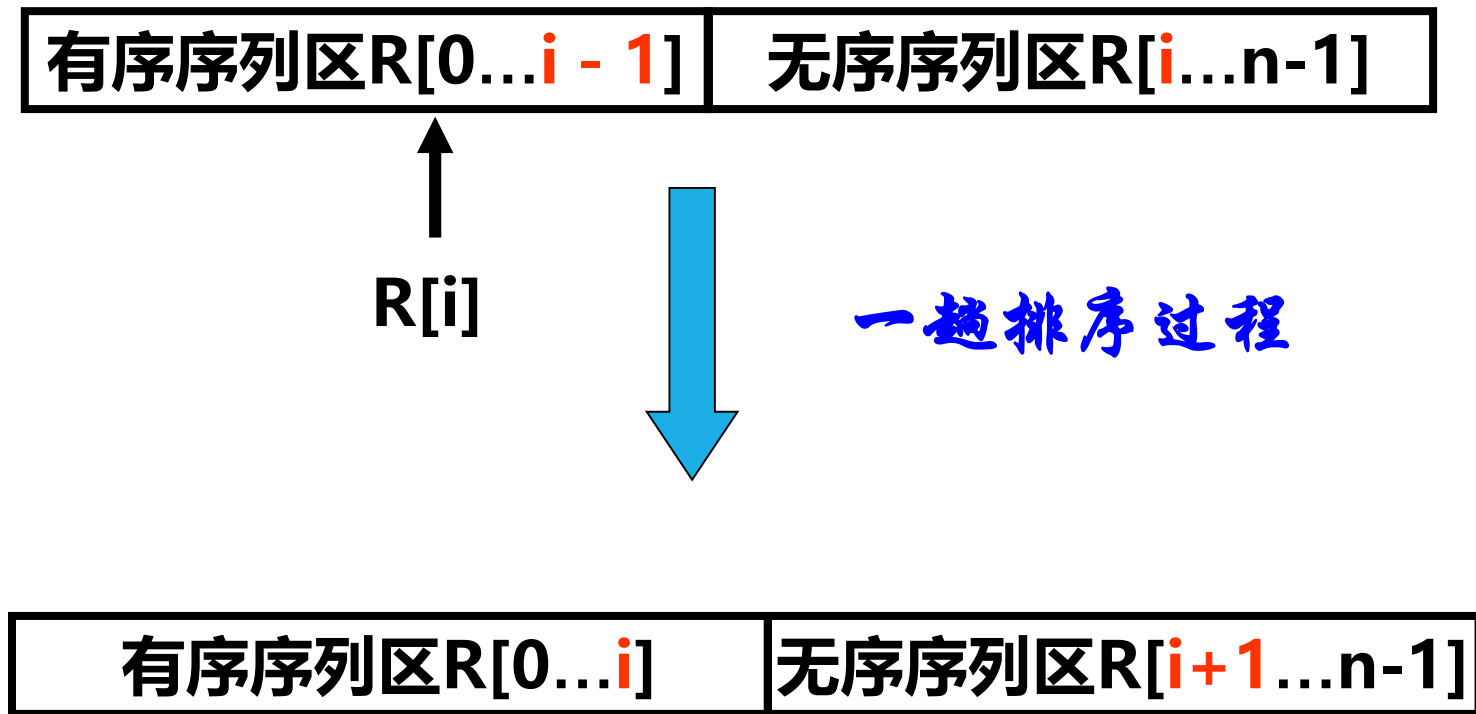 有序序列区R[0…i - 1] 无序序列区R[i…n-1]
R[i]
一趟排序过程
有序序列区R[0…i] 无序序列区R[i+1…n-1]